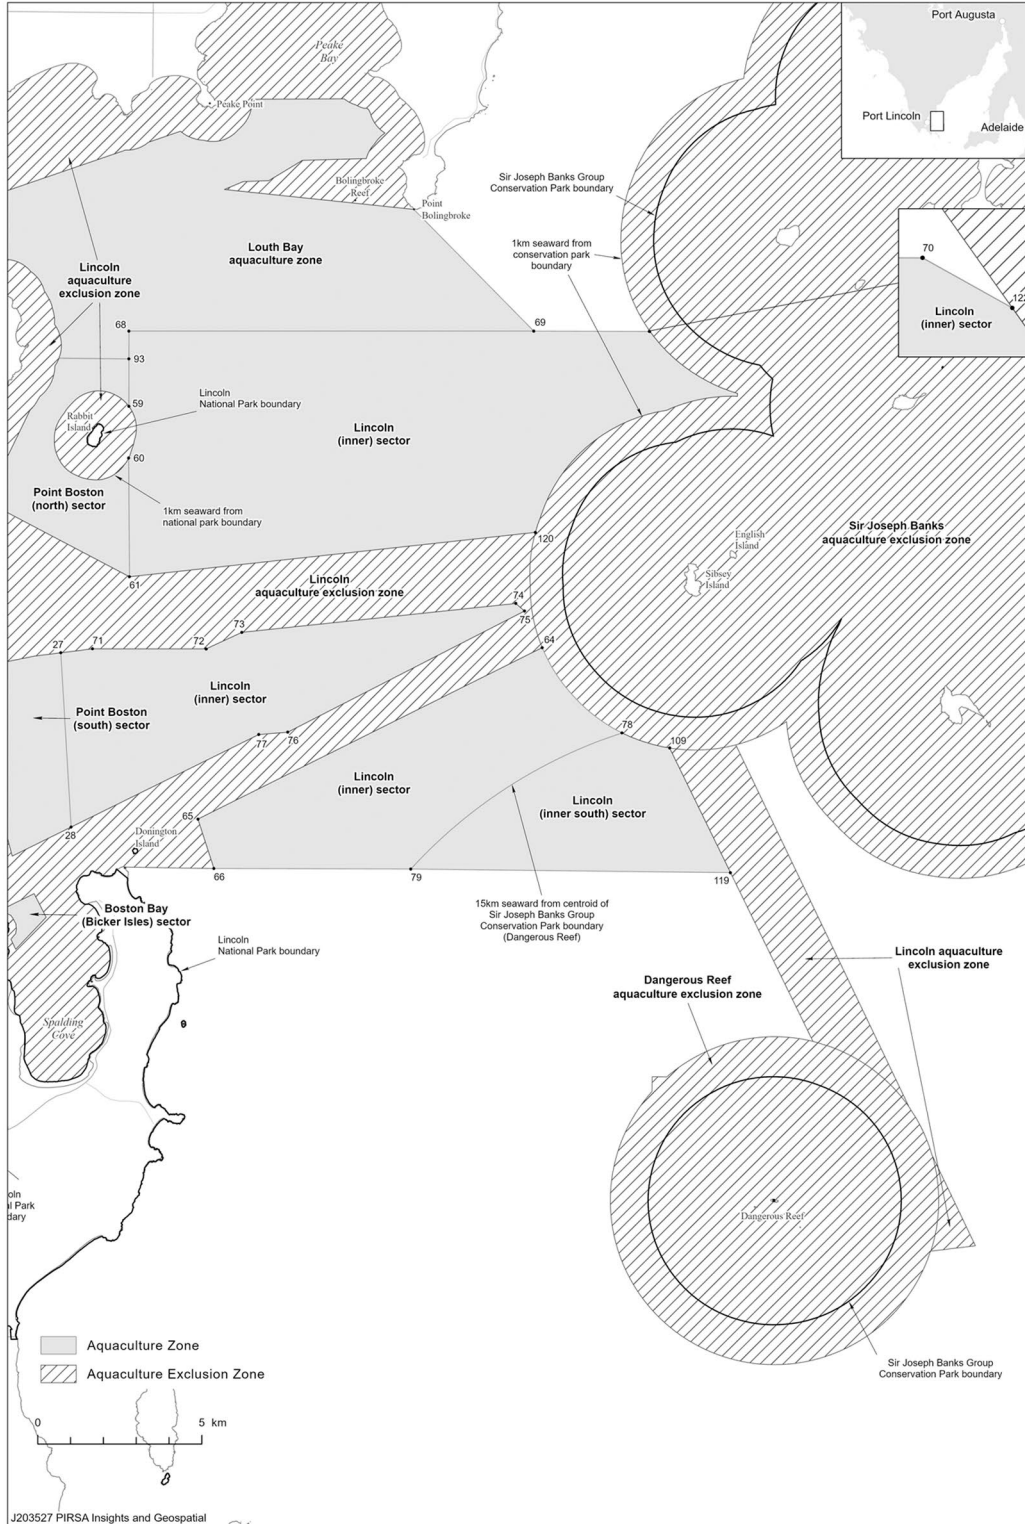 Port Augusta
Peake
Bay
Peake Point
Port Lincoln
Adelaide
Sir Joseph Banks Group
Conservation Park boundary
Bolingbroke
Reef
Point
Bolingbroke
1km seaward from
conservation park
boundary
Louth Bay
aquaculture zone
Lincoln
aquaculture
exclusion zone
70
Lincoln
(inner) sector
68
69
93
59
Lincoln
National Park boundary
Rabbit
Island
Lincoln
(inner) sector
60
Point Boston
(north) sector
1km seaward from
national park boundary
120
English
Island
Sir Joseph Banks
aquaculture exclusion zone
Sibsey
Island
61
Lincoln
aquaculture exclusion zone
74
75
73
72
71
27
64
Lincoln
(inner) sector
Point Boston
(south) sector
78
77
76
109
Lincoln
(inner) sector
Lincoln
(inner south) sector
65
28
Donington
Island
66
79
119
15km seaward from centroid of
Sir Joseph Banks Group
Conservation Park boundary
(Dangerous Reef)
Boston Bay
(Bicker Isles) sector
Lincoln
National Park boundary
Lincoln aquaculture
exclusion zone
Dangerous Reef
aquaculture exclusion zone
Spalding
Cove
oln
al Park
dary
Dangerous Reef
Aquaculture Zone
Aquaculture Exclusion Zone
Sir Joseph Banks Group
Conservation Park boundary
0 5 km
J203527 PIRSA Insights and Geospatial